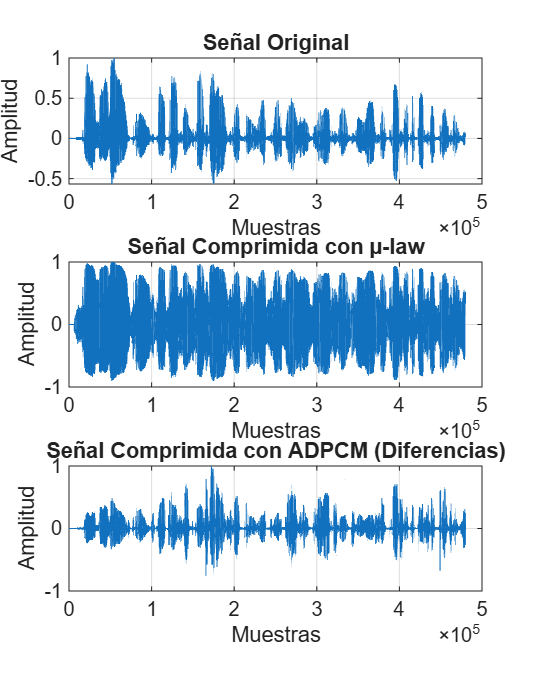 Señal Original
1
0.5
0
-0.5
Amplitud
0 1 2 3 4 5
Muestras
×10^5
Señal Comprimida con μ-law
1
0
-1
Amplitud
0 1 2 3 4 5
Muestras
×10^5
Señal Comprimida con ADPCM (Diferencias)
1
0
-1
Amplitud
0 1 2 3 4 5
Muestras
×10^5